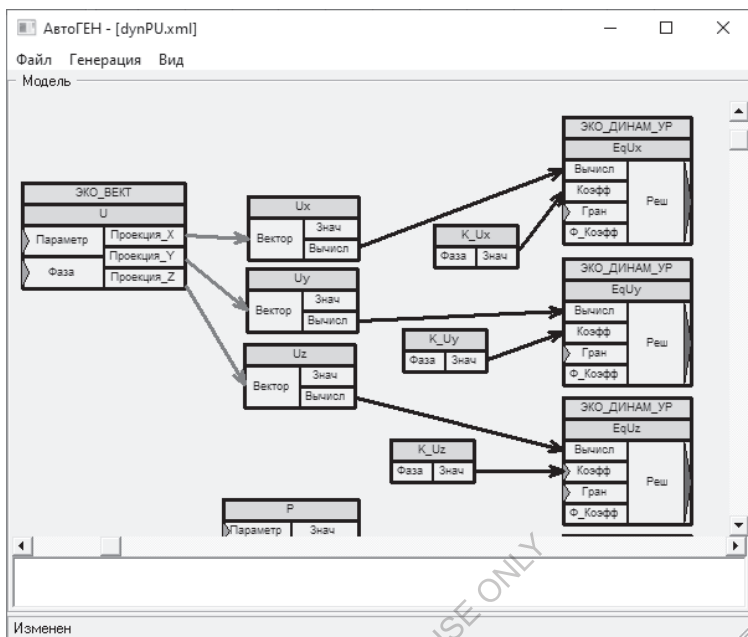 АвтоГЕН - [dynPU.xml]
Файл Генерация Вид
Модель
ЭКО_ВЕКТ
U
Параметр
Фаза
Проекция_X
Проекция_Y
Проекция_Z
Ux
Вектор
Знач
Вычисл
Uy
Вектор
Знач
Вычисл
Uz
Вектор
Знач
Вычисл
K_Ux
Фаза Знач
K_Uy
Фаза Знач
K_Uz
Фаза Знач
ЭКО_ДИНАМ_УР
EqUx
Вычисл
Коэфф
Гран
Ф_Коэфф
Реш
ЭКО_ДИНАМ_УР
EqUy
Вычисл
Коэфф
Гран
Ф_Коэфф
Реш
ЭКО_ДИНАМ_УР
EqUz
Вычисл
Коэфф
Гран
Ф_Коэфф
Реш
P
Параметр Знач
USE ONLY
Изменен